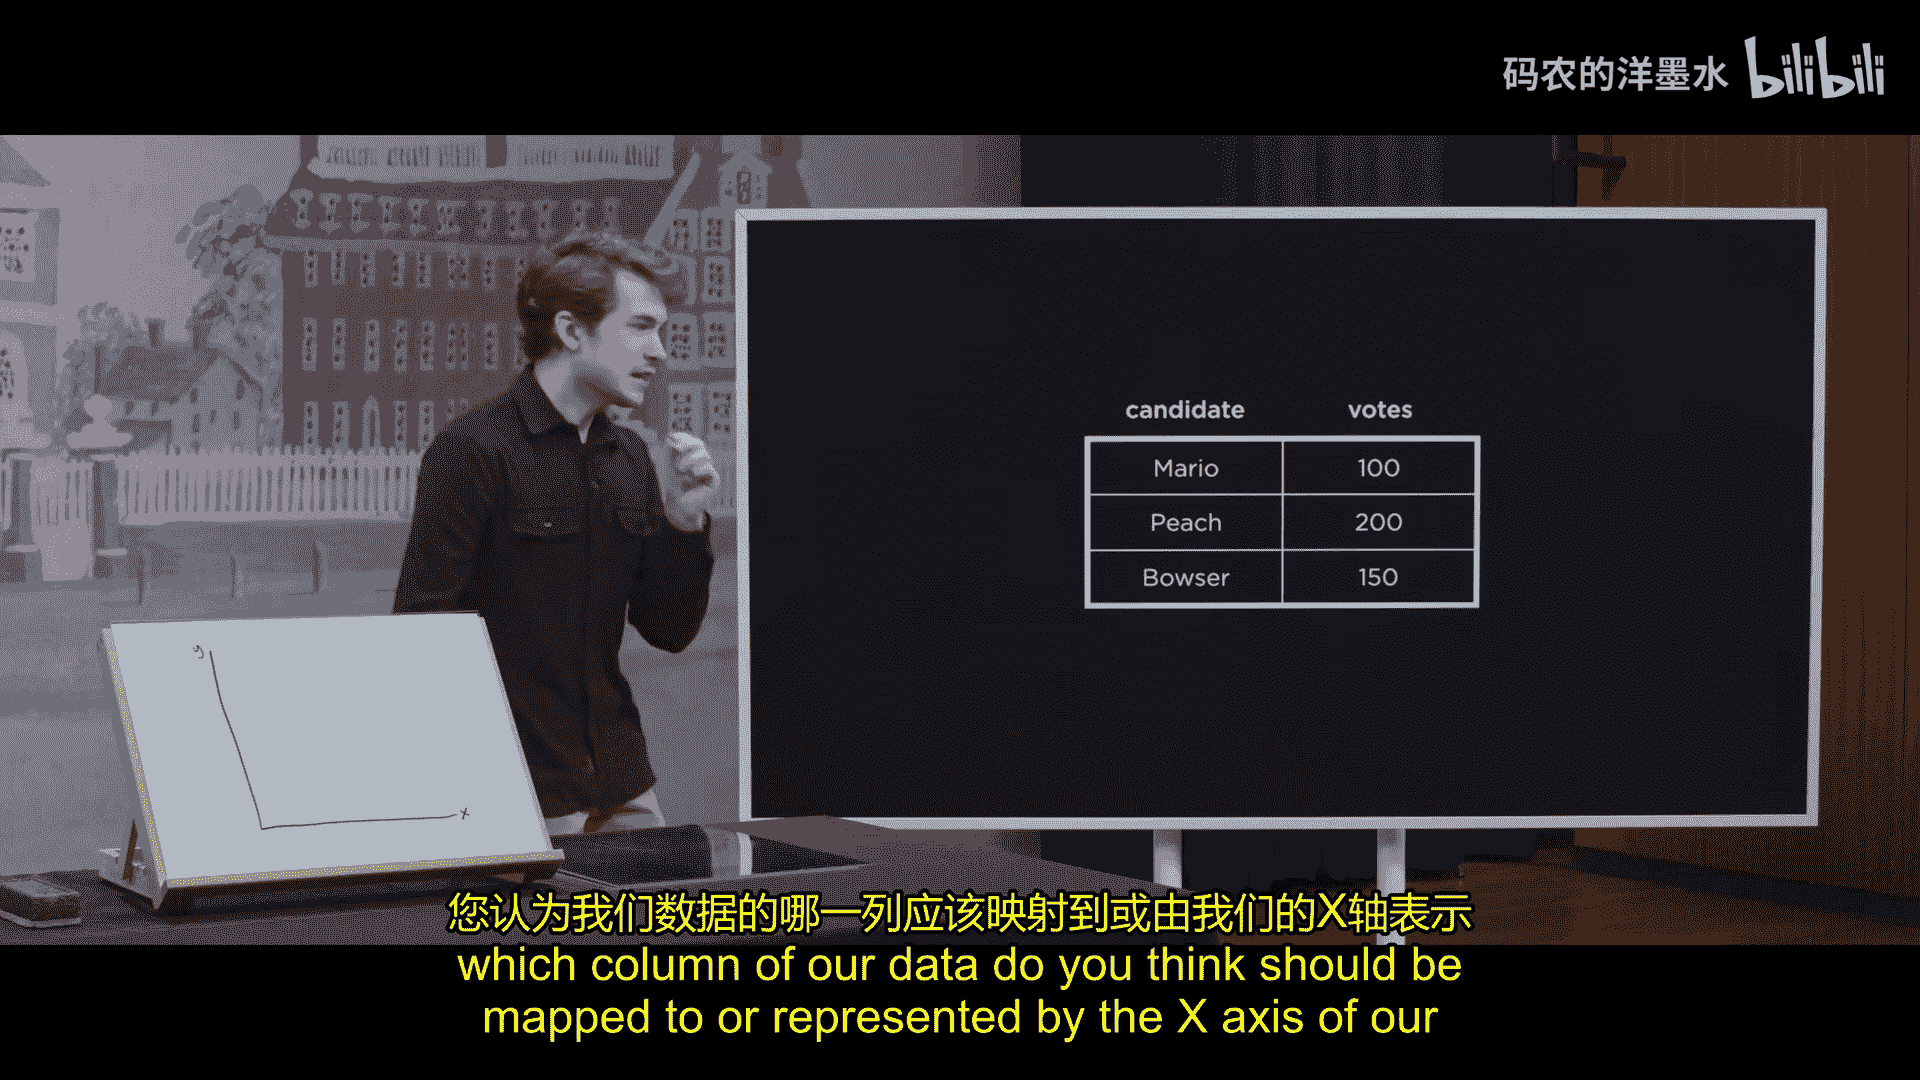 码农的洋墨水 bilibili
candidate votes
Mario 100
Peach 200
Bowser 150
y
x
您认为我们数据的哪一列应该映射到或由我们的X轴表示
which column of our data do you think should be
mapped to or represented by the X axis of our